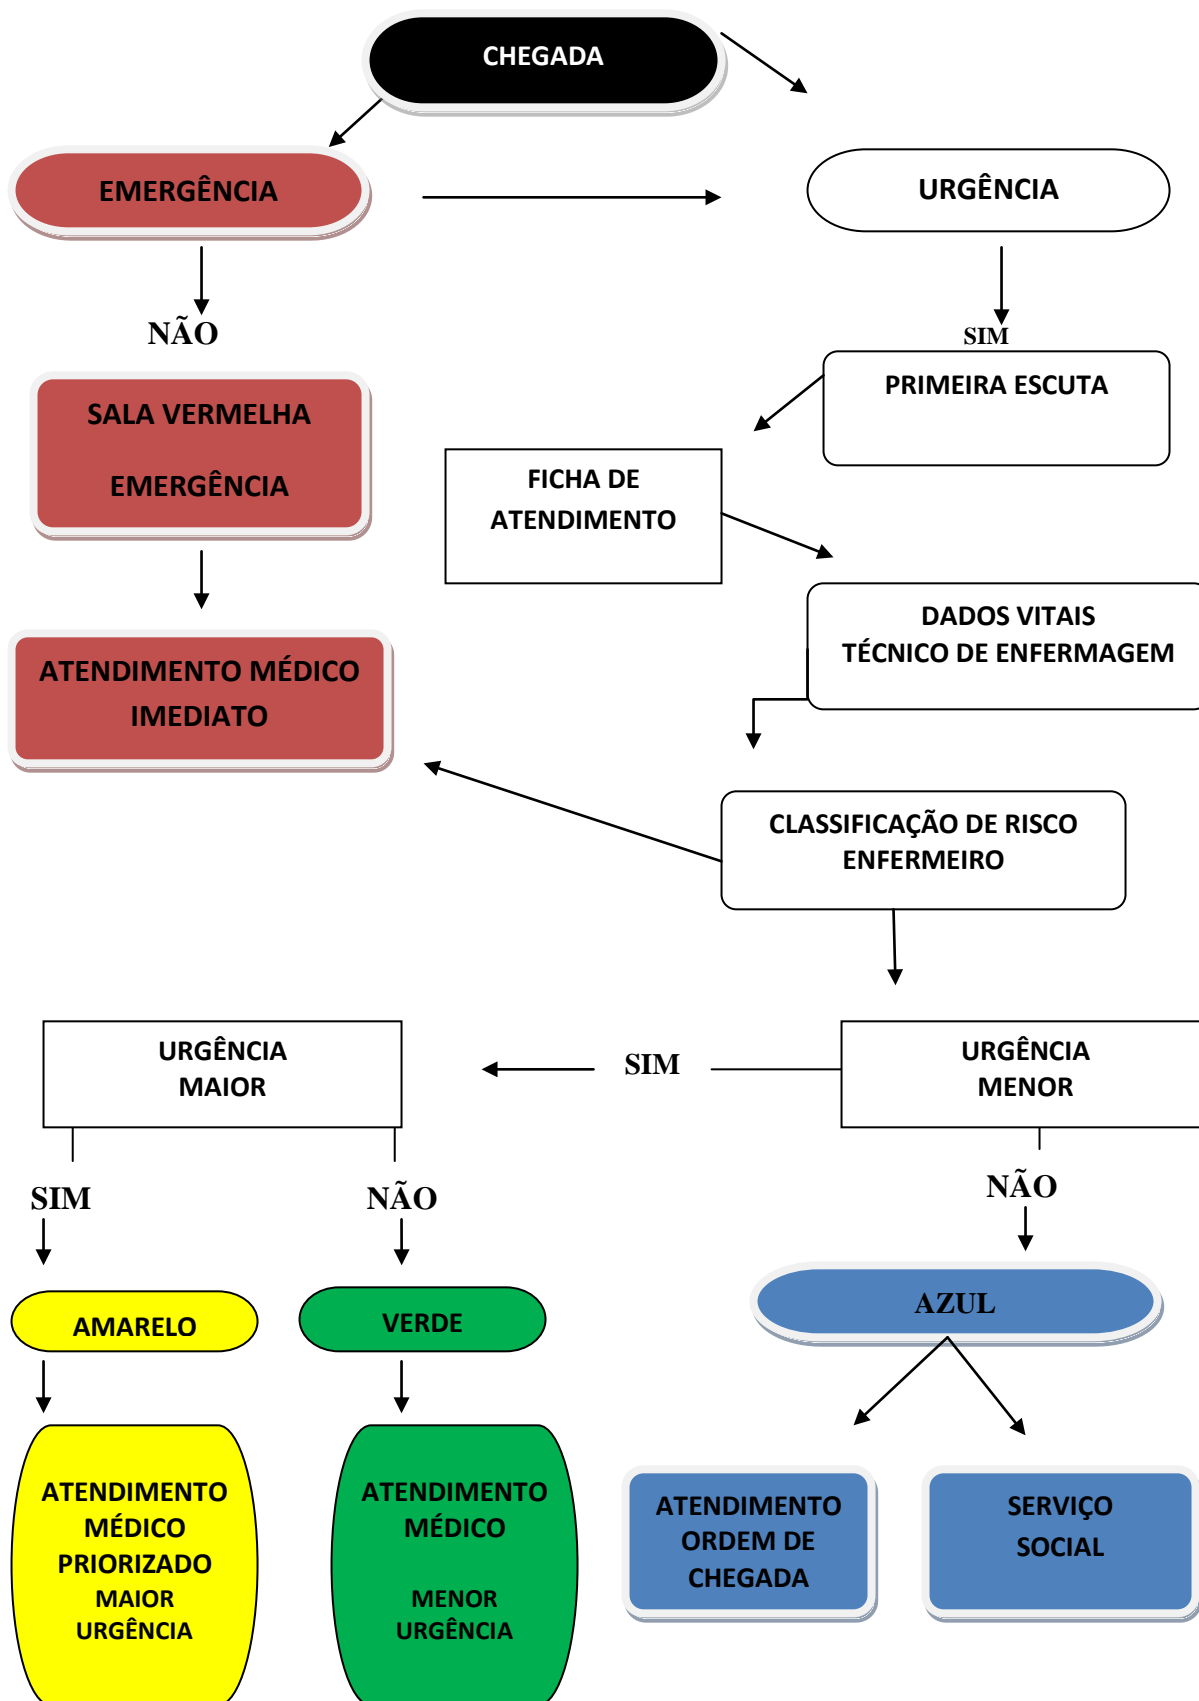 CHEGADA
EMERGÊNCIA
URGÊNCIA
NÃO
SIM
SALA VERMELHA
EMERGÊNCIA
PRIMEIRA ESCUTA
FICHA DE
ATENDIMENTO
DADOS VITAIS
TÉCNICO DE ENFERMAGEM
ATENDIMENTO MÉDICO
IMEDIATO
CLASSIFICAÇÃO DE RISCO
ENFERMEIRO
URGÊNCIA
MAIOR
SIM
URGÊNCIA
MENOR
SIM
NÃO
NÃO
AMARELO
VERDE
AZUL
ATENDIMENTO
MÉDICO
PRIORIZADO
MAIOR
URGÊNCIA
ATENDIMENTO
MÉDICO
MENOR
URGÊNCIA
ATENDIMENTO
ORDEM DE
CHEGADA
SERVIÇO
SOCIAL